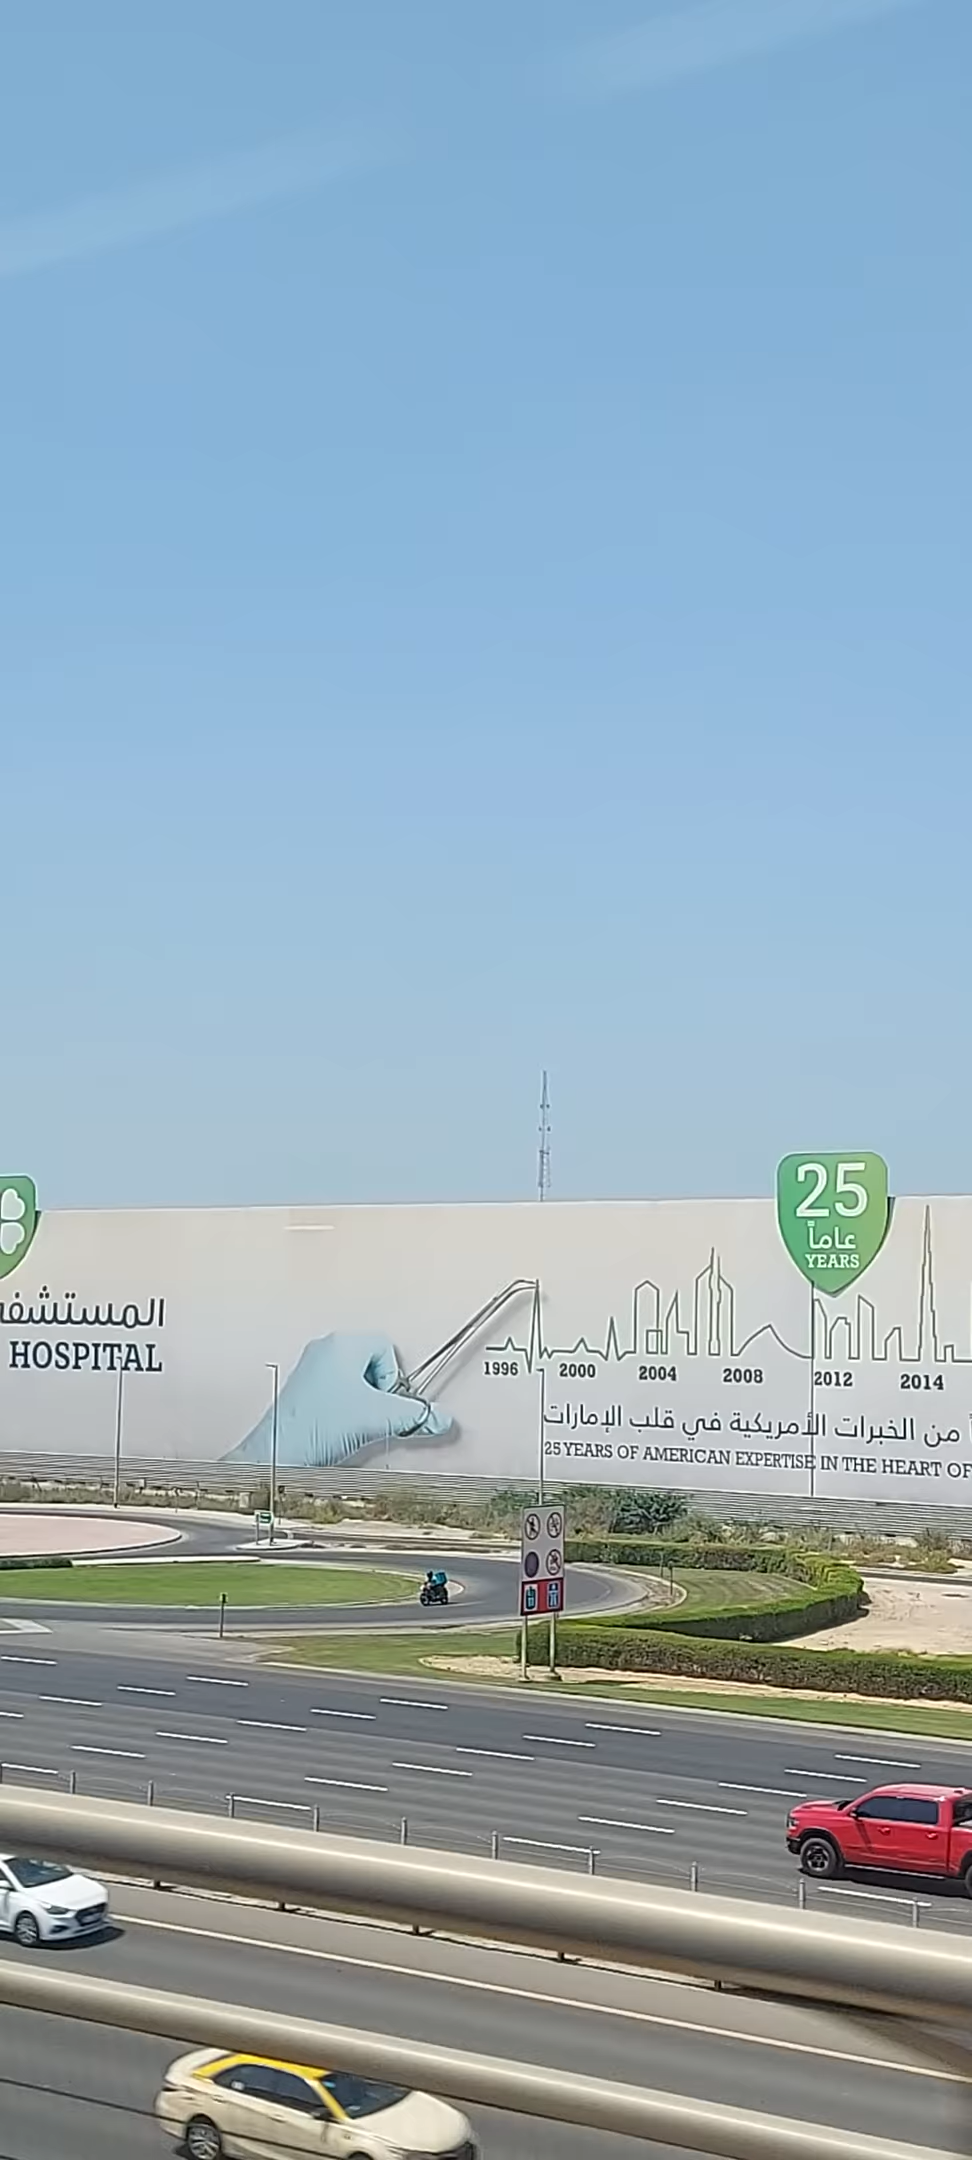 المستشفى
HOSPITAL
25
عاماً
YEARS
1996 2000 2004 2008 2012 2014
من الخبرات الأمريكية في قلب الإمارات
25 YEARS OF AMERICAN EXPERTISE IN THE HEART OF